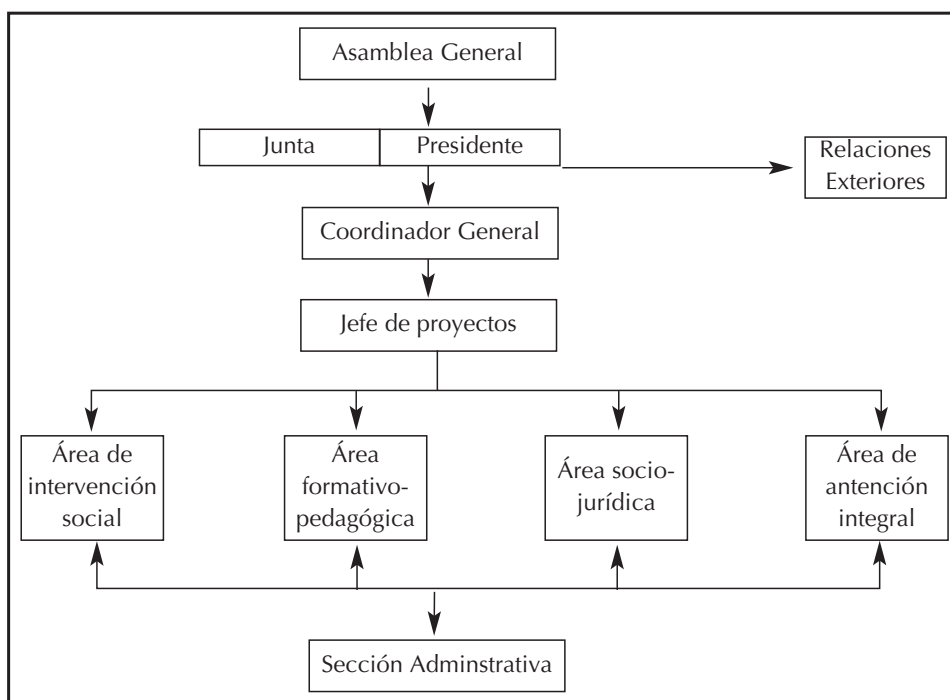 Asamblea General
Junta
Presidente
Relaciones
Exteriores
Coordinador General
Jefe de proyectos
Área de
intervención
social
Área
formativo-
pedagógica
Área socio-
jurídica
Área de
antención
integral
Sección Adminstrativa